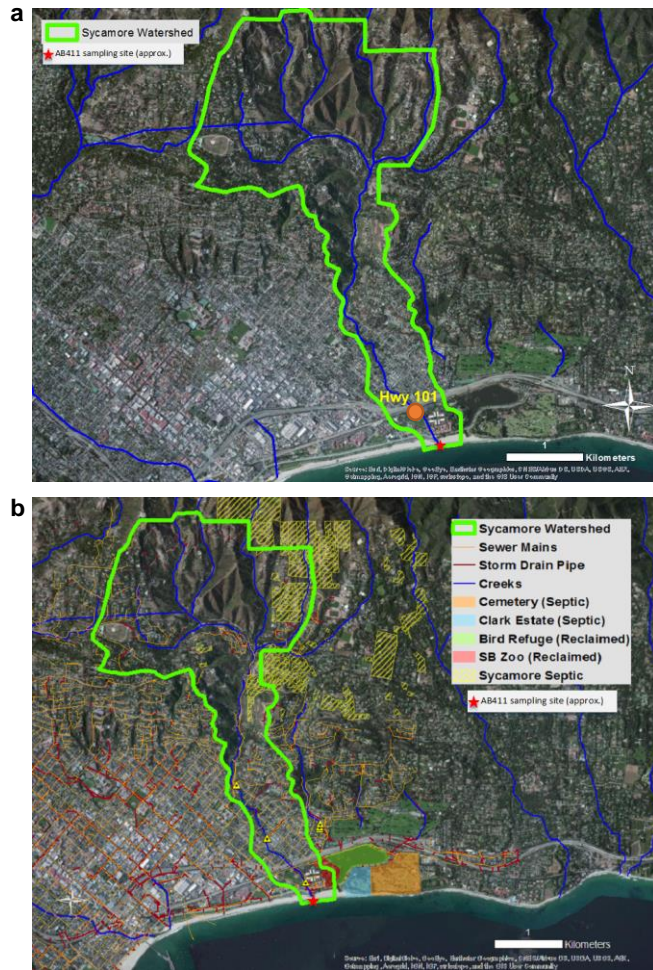 a
Sycamore Watershed
AB411 sampling site (approx.)
Hwy 101
N
1
Kilometers
b
Sycamore Watershed
Sewer Mains
Storm Drain Pipe
Creeks
Cemetery (Septic)
Clark Estate (Septic)
Bird Refuge (Reclaimed)
SB Zoo (Reclaimed)
Sycamore Septic
AB411 sampling site (approx.)
1
Kilometers